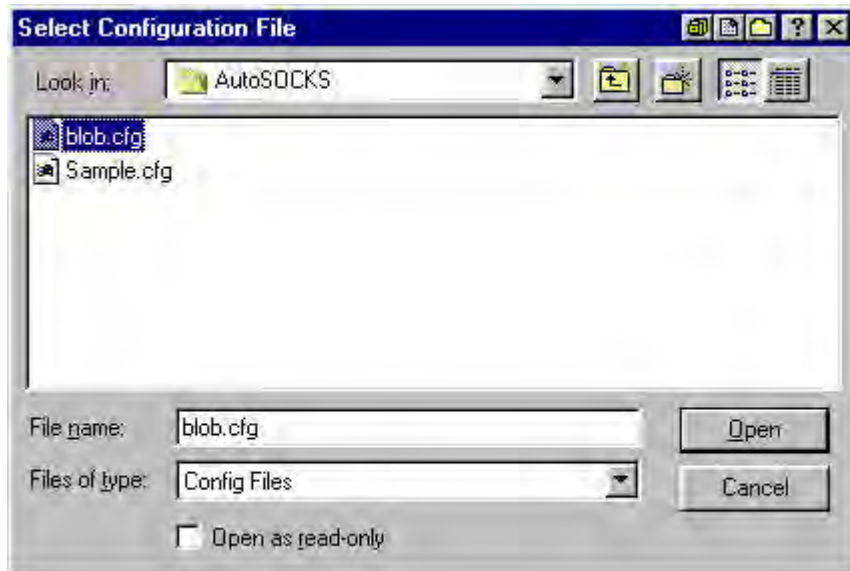 Select Configuration File
Look in: AutoSOCKS
blob.cfg
Sample.cfg
File name: blob.cfg Open
Files of type: Config Files Cancel
Open as read-only